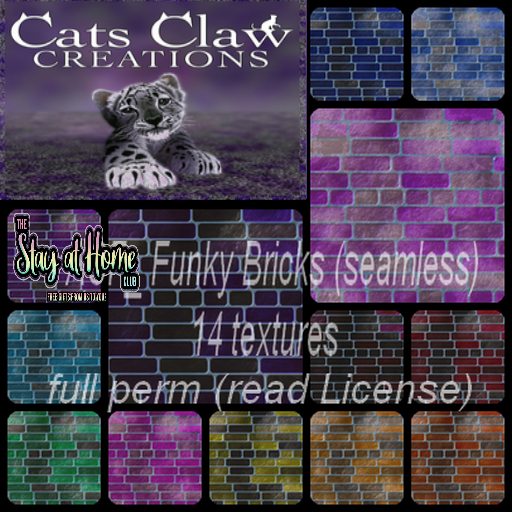 Cats Claw
CREATIONS
THE
Stay at Home
CLUB
Funky Bricks (seamless)
14 textures
full perm (read License)